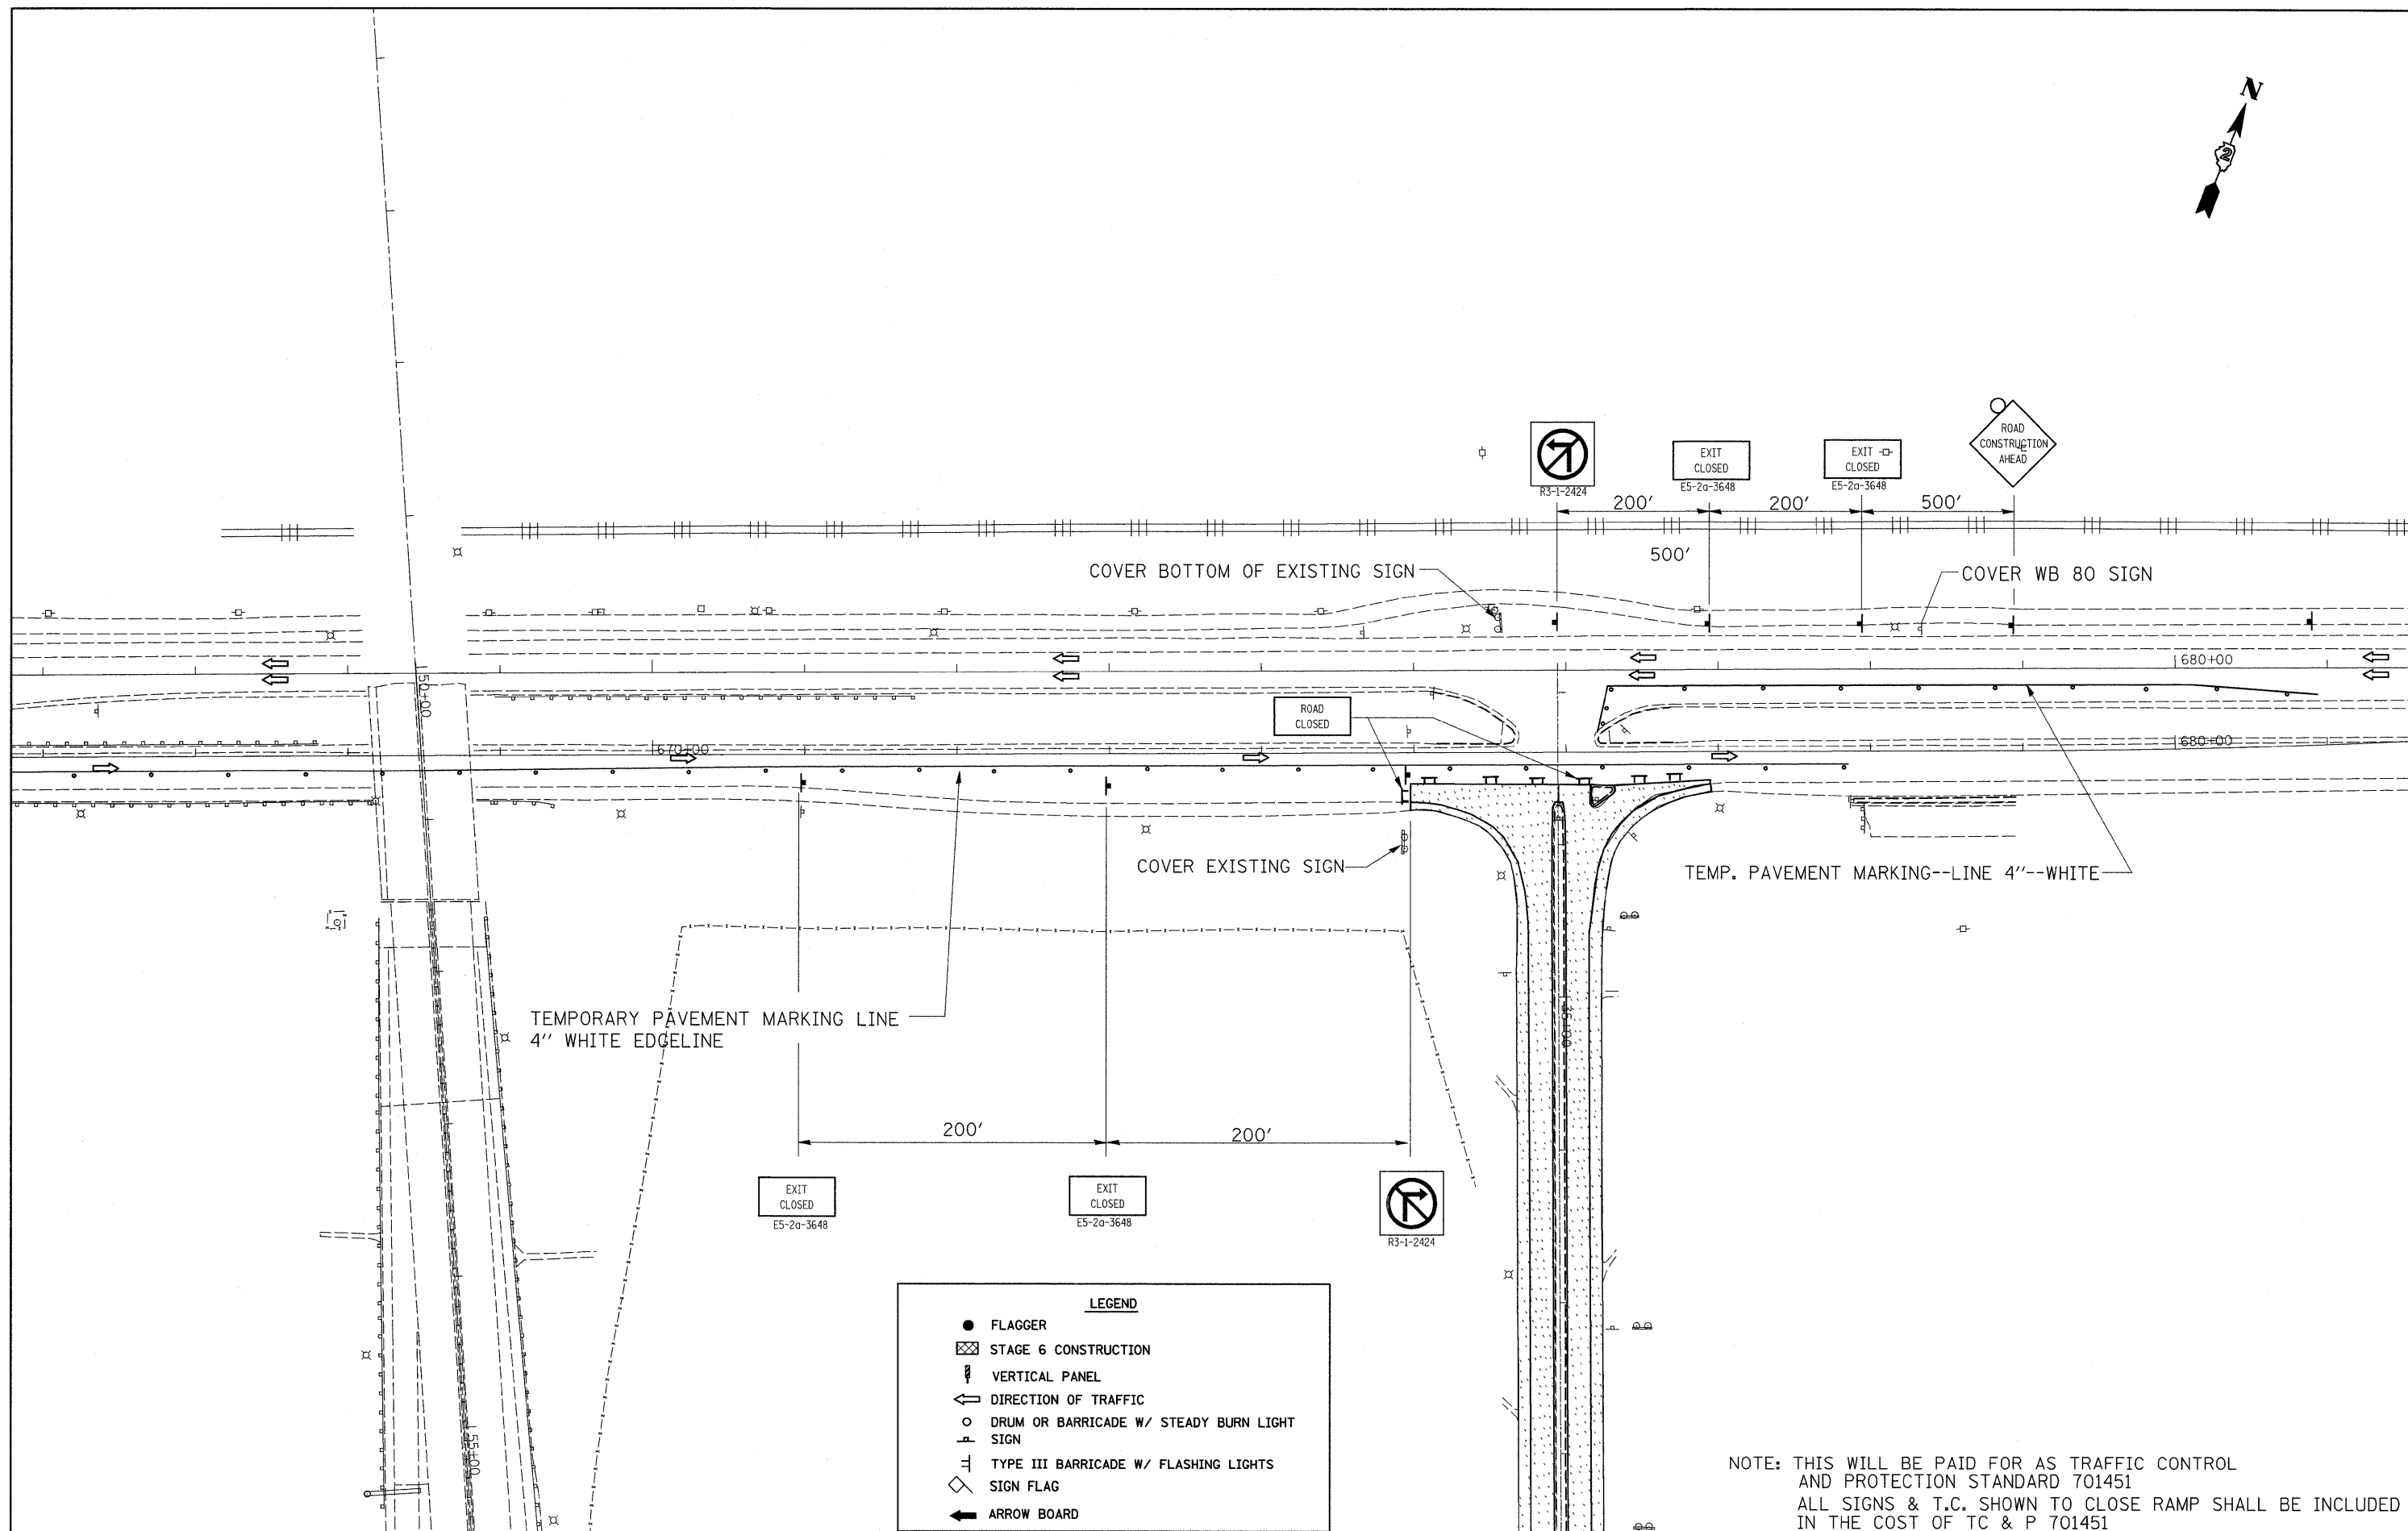 N
2
ROAD
CONSTRUCTION
AHEAD
EXIT
CLOSED
E5-2a-3648
EXIT
CLOSED
E5-2a-3648
R3-1-2424
200'
200'
500'
500'
COVER BOTTOM OF EXISTING SIGN
COVER WB 80 SIGN
680+00
50+00
ROAD
CLOSED
670+00
680+00
COVER EXISTING SIGN
TEMP. PAVEMENT MARKING--LINE 4"--WHITE
TEMPORARY PAVEMENT MARKING LINE
4" WHITE EDGELINE
200'
200'
EXIT
CLOSED
E5-2a-3648
EXIT
CLOSED
E5-2a-3648
R3-1-2424
55+00
LEGEND
FLAGGER
STAGE 6 CONSTRUCTION
VERTICAL PANEL
DIRECTION OF TRAFFIC
DRUM OR BARRICADE W/ STEADY BURN LIGHT
SIGN
TYPE III BARRICADE W/ FLASHING LIGHTS
SIGN FLAG
ARROW BOARD
NOTE: THIS WILL BE PAID FOR AS TRAFFIC CONTROL
AND PROTECTION STANDARD 701451
ALL SIGNS & T.C. SHOWN TO CLOSE RAMP SHALL BE INCLUDED
IN THE COST OF TC & P 701451